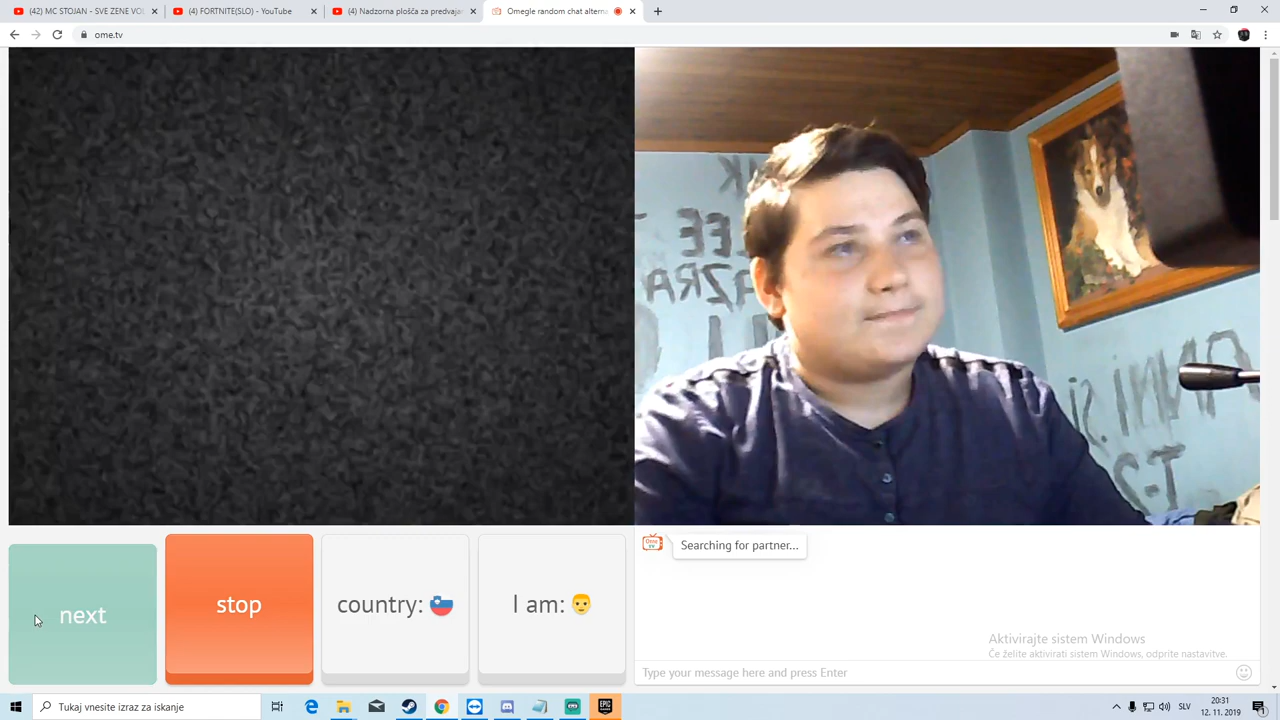 (42) MC STOJAN - SVE ZENE VO
(4) FORTNITE(SLO) - YouTube
(4) Nadzorna plošča za predvaja
Omegle random chat altern
ome.tv
Searching for partner...
next
stop
country:
I am:
Aktivirajte sistem Windows
Če želite aktivirati sistem Windows, odprite nastavitve.
Type your message here and press Enter
Tukaj vnesite izraz za iskanje
EPIC
SLV
20:31
12. 11. 2019